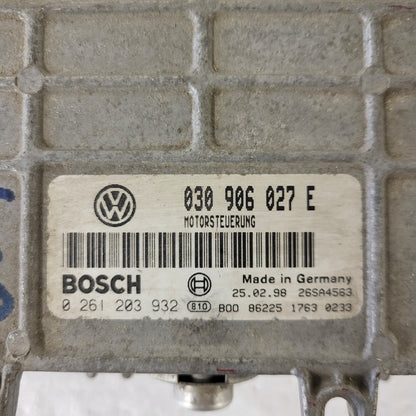 030 906 027 E
MOTORSTEUERUNG
BOSCH Made in Germany
25.02.98 26SA4563
0 261 203 932 810 B00 86225 1763 0233